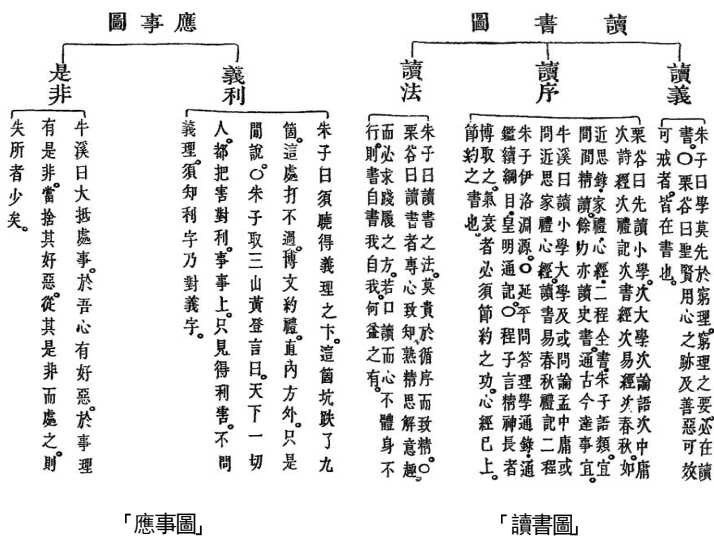 讀書圖
讀義
朱子曰學莫先於窮理。窮理之要。必在讀
書。〇栗谷曰聖賢用心之跡及善惡可效
可戒者。皆在書也。
讀序
栗谷曰先讀小學。次大學次論語次中庸
次詩經次禮記次書經次易經次春秋。如
近思錄。家禮心經。二程全書。朱子語類。宜
間間精讀。餘力亦讀史書。通古今達事宜。
牛溪曰讀小學大學及或問論孟中庸或
問近思家禮心經。讀書易春秋禮記二程
朱子伊洛淵源。〇延平問答理學通錄。通
鑑續綱目。皇明通記。〇程子言精神長者
博取之。氣衰者必須節約之功。心經已上。
節約之書也。
讀法
朱子曰讀書之法。莫貴於循序而致精。〇
栗谷曰讀書者專心致知。熟精思解意趣。
而必求踐履之方。若口讀而心不體身不
行。則書自書我自我。何益之有。
「讀書圖」
應事圖
義利
朱子曰須聽得義理之下。這箇坑跌了九
箇。這處打不過。博文約禮。直內方外。只是
閒說。〇朱子取三山黃登言曰。天下一切
人。都把害對利。事事上。只見得利害。不問
義理。須知利字乃對義字。
是非
牛溪曰大抵處事。於吾心有好惡。於事理
有是非。當捨其好惡。從其是非而處之。則
失所者少矣。
「應事圖」